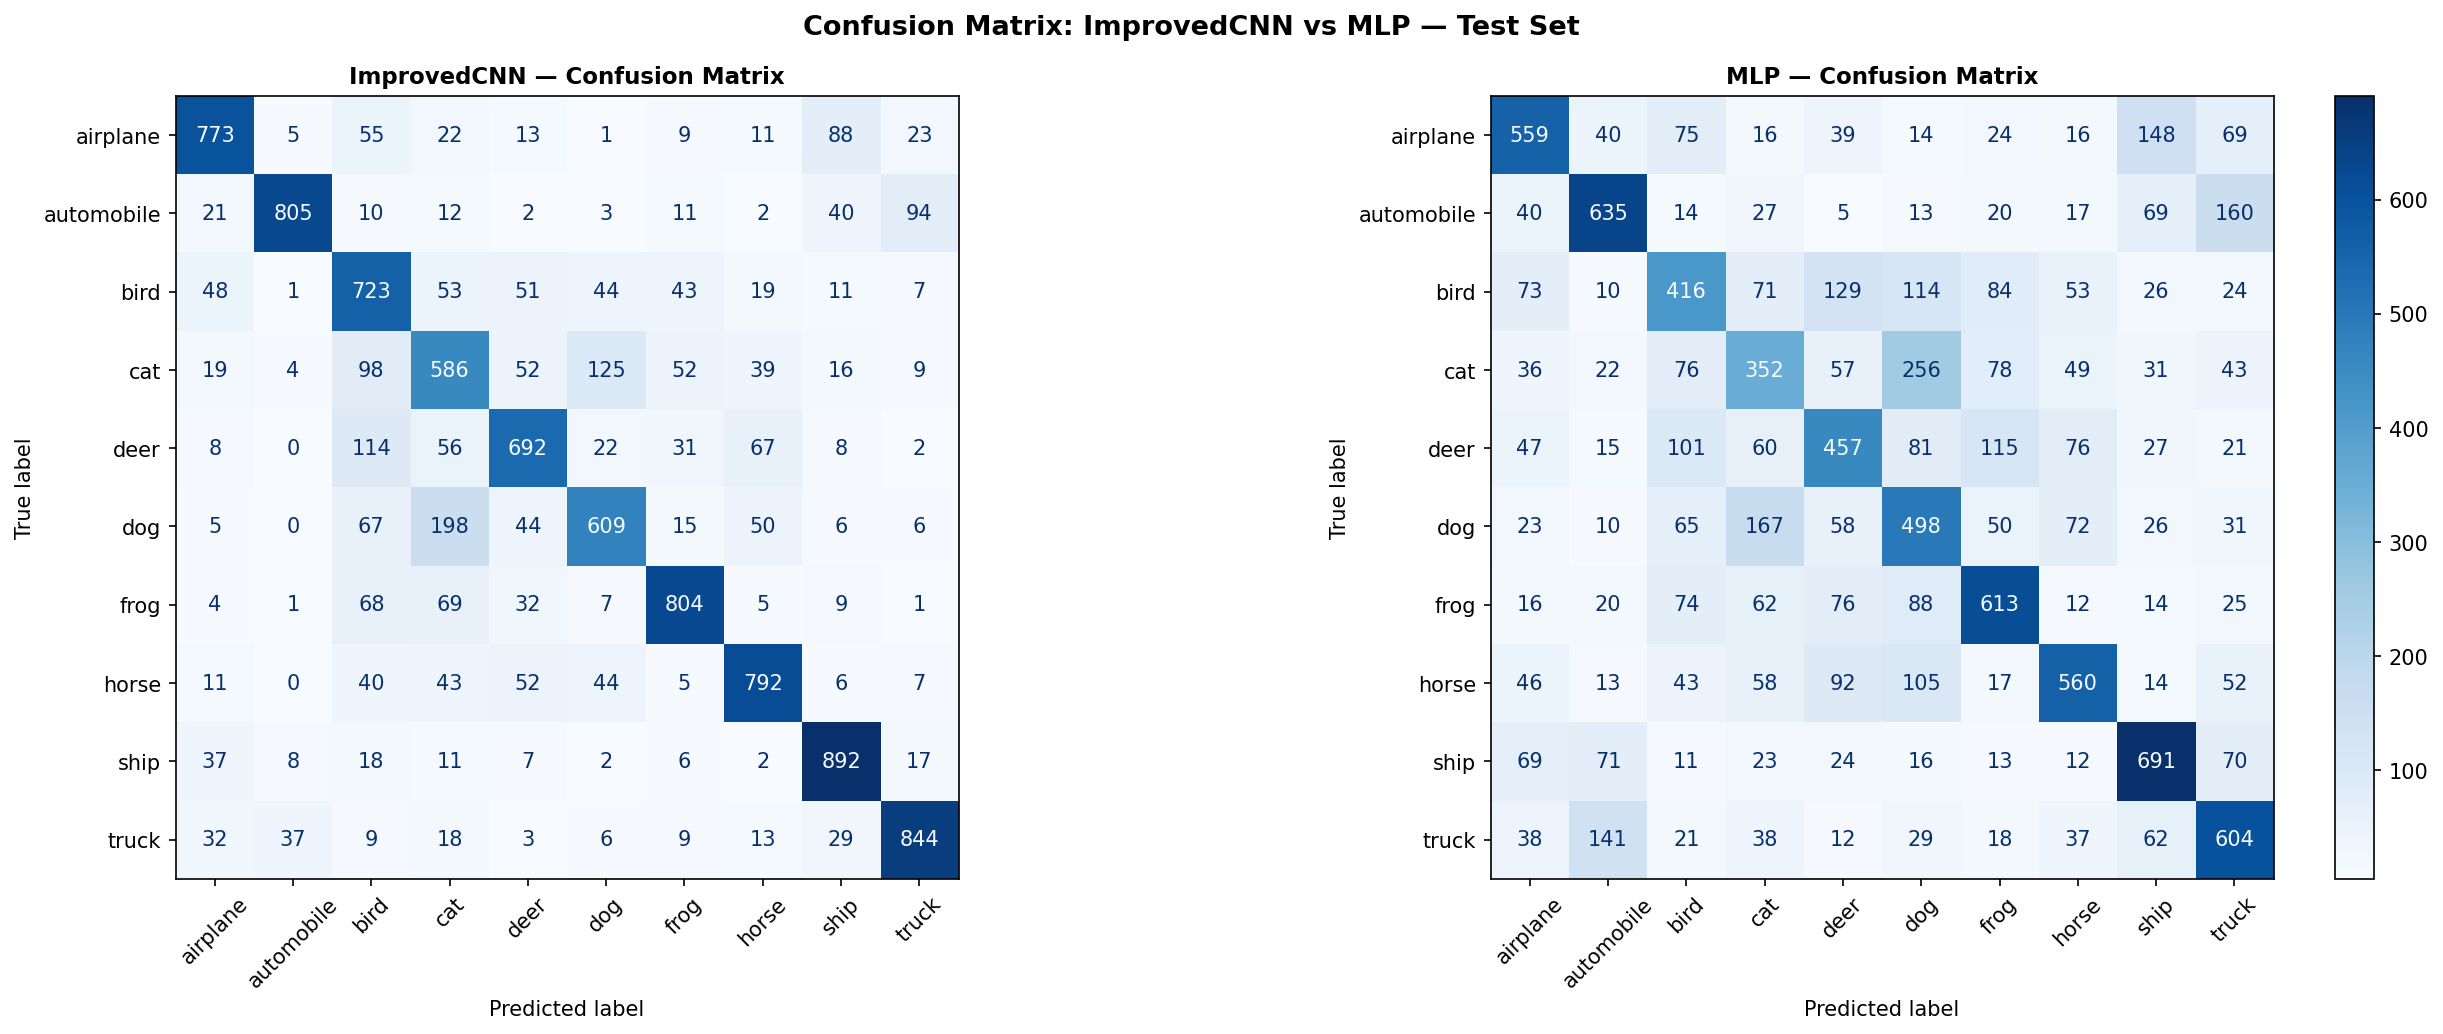 Confusion Matrix: ImprovedCNN vs MLP — Test Set
ImprovedCNN — Confusion Matrix
True label
airplane 773 5 55 22 13 1 9 11 88 23
automobile 21 805 10 12 2 3 11 2 40 94
bird 48 1 723 53 51 44 43 19 11 7
cat 19 4 98 586 52 125 52 39 16 9
deer 8 0 114 56 692 22 31 67 8 2
dog 5 0 67 198 44 609 15 50 6 6
frog 4 1 68 69 32 7 804 5 9 1
horse 11 0 40 43 52 44 5 792 6 7
ship 37 8 18 11 7 2 6 2 892 17
truck 32 37 9 18 3 6 9 13 29 844
airplane automobile bird cat deer dog frog horse ship truck
Predicted label
MLP — Confusion Matrix
True label
airplane 559 40 75 16 39 14 24 16 148 69
automobile 40 635 14 27 5 13 20 17 69 160
bird 73 10 416 71 129 114 84 53 26 24
cat 36 22 76 352 57 256 78 49 31 43
deer 47 15 101 60 457 81 115 76 27 21
dog 23 10 65 167 58 498 50 72 26 31
frog 16 20 74 62 76 88 613 12 14 25
horse 46 13 43 58 92 105 17 560 14 52
ship 69 71 11 23 24 16 13 12 691 70
truck 38 141 21 38 12 29 18 37 62 604
airplane automobile bird cat deer dog frog horse ship truck
Predicted label
600
500
400
300
200
100